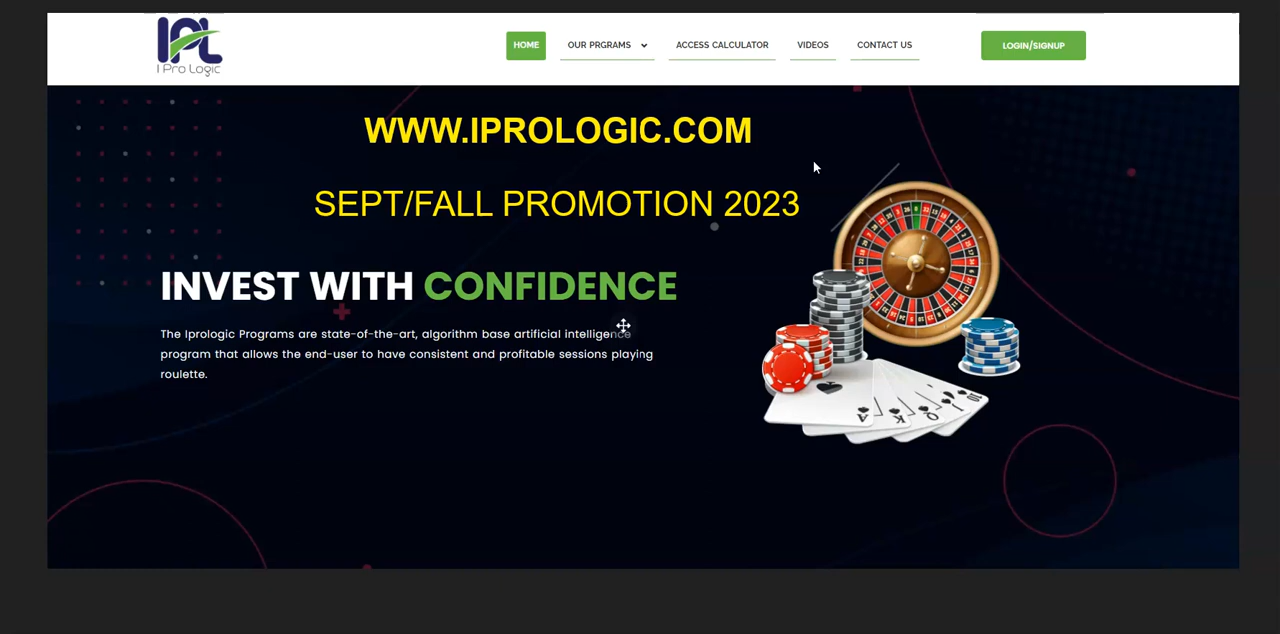 IPL
I Pro Logic
HOME OUR PRGRAMS ACCESS CALCULATOR VIDEOS CONTACT US LOGIN/SIGNUP
WWW.IPROLOGIC.COM
SEPT/FALL PROMOTION 2023
INVEST WITH CONFIDENCE
The Iprologic Programs are state-of-the-art, algorithm base artificial intelligence
program that allows the end-user to have consistent and profitable sessions playing
roulette.
A K Q J 10